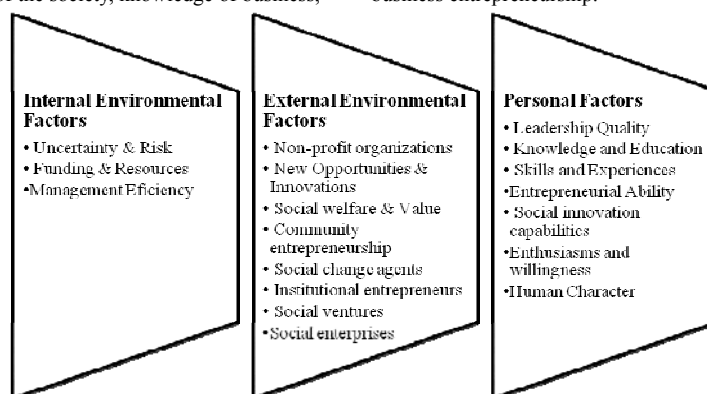 of the society, knowledge of business,
business entrepreneurship.
Internal Environmental
Factors
• Uncertainty & Risk
• Funding & Resources
•Management Eficiency
External Environmental
Factors
• Non-profit organizations
• New Opportunities &
Innovations
• Social welfare & Value
• Community
entrepreneurship
• Social change agents
• Institutional entrepreneurs
• Social ventures
•Social enterprises
Personal Factors
• Leadership Quality
• Knowledge and Education
• Skills and Experiences
•Entrepreneurial Ability
• Social innovation
capabilities
•Enthusiasms and
willingness
•Human Character